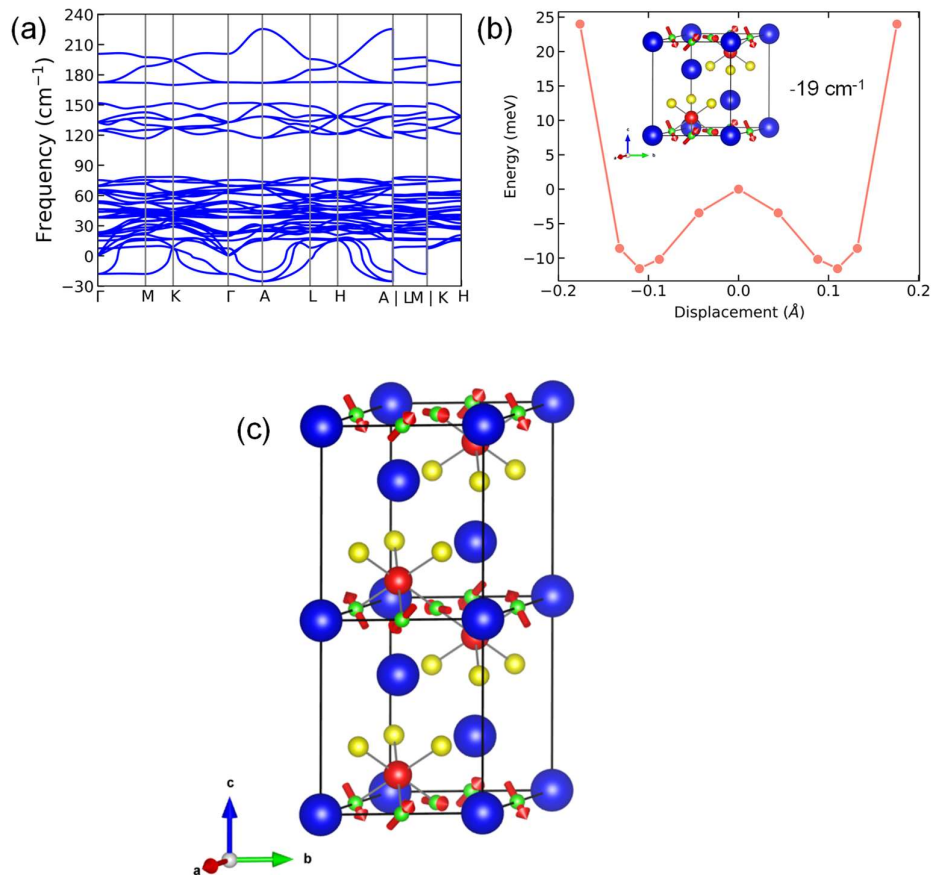 (a)
Frequency (cm⁻¹)
240
210
180
150
120
90
60
30
0
−30
Γ M K Γ A L H A | LM | K H
(b)
Energy (meV)
25
20
15
10
5
0
−5
−10
-19 cm⁻¹
c
a b
−0.2 −0.1 0.0 0.1 0.2
Displacement (Å)
(c)
c
a b